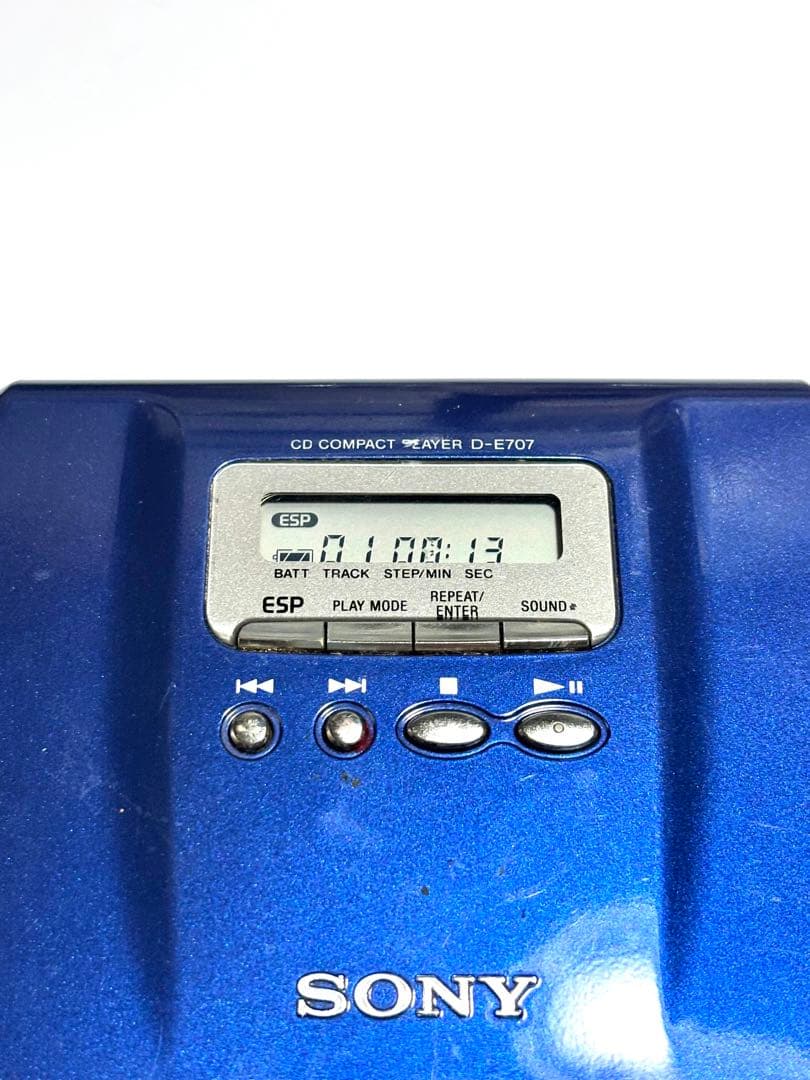 CD COMPACT PLAYER D-E707
ESP
01 00:13
BATT TRACK STEP/MIN SEC
ESP PLAY MODE REPEAT/ENTER SOUND
SONY